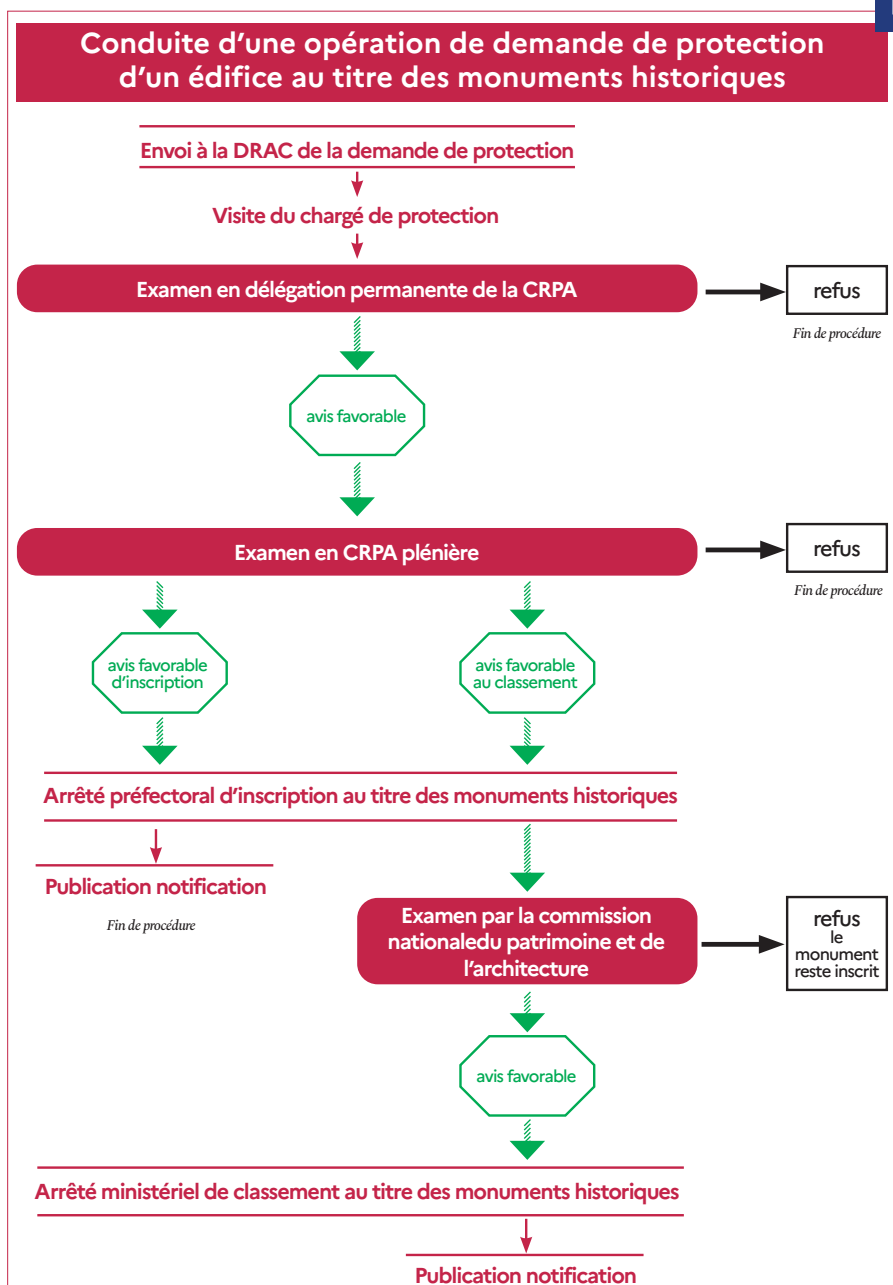 Conduite d’une opération de demande de protection
d’un édifice au titre des monuments historiques
Envoi à la DRAC de la demande de protection
Visite du chargé de protection
Examen en délégation permanente de la CRPA
refus
Fin de procédure
avis favorable
Examen en CRPA plénière
refus
Fin de procédure
avis favorable
d’inscription
avis favorable
au classement
Arrêté préfectoral d’inscription au titre des monuments historiques
Publication notification
Fin de procédure
Examen par la commission
nationaledu patrimoine et de
l’architecture
refus
le
monument
reste inscrit
avis favorable
Arrêté ministériel de classement au titre des monuments historiques
Publication notification